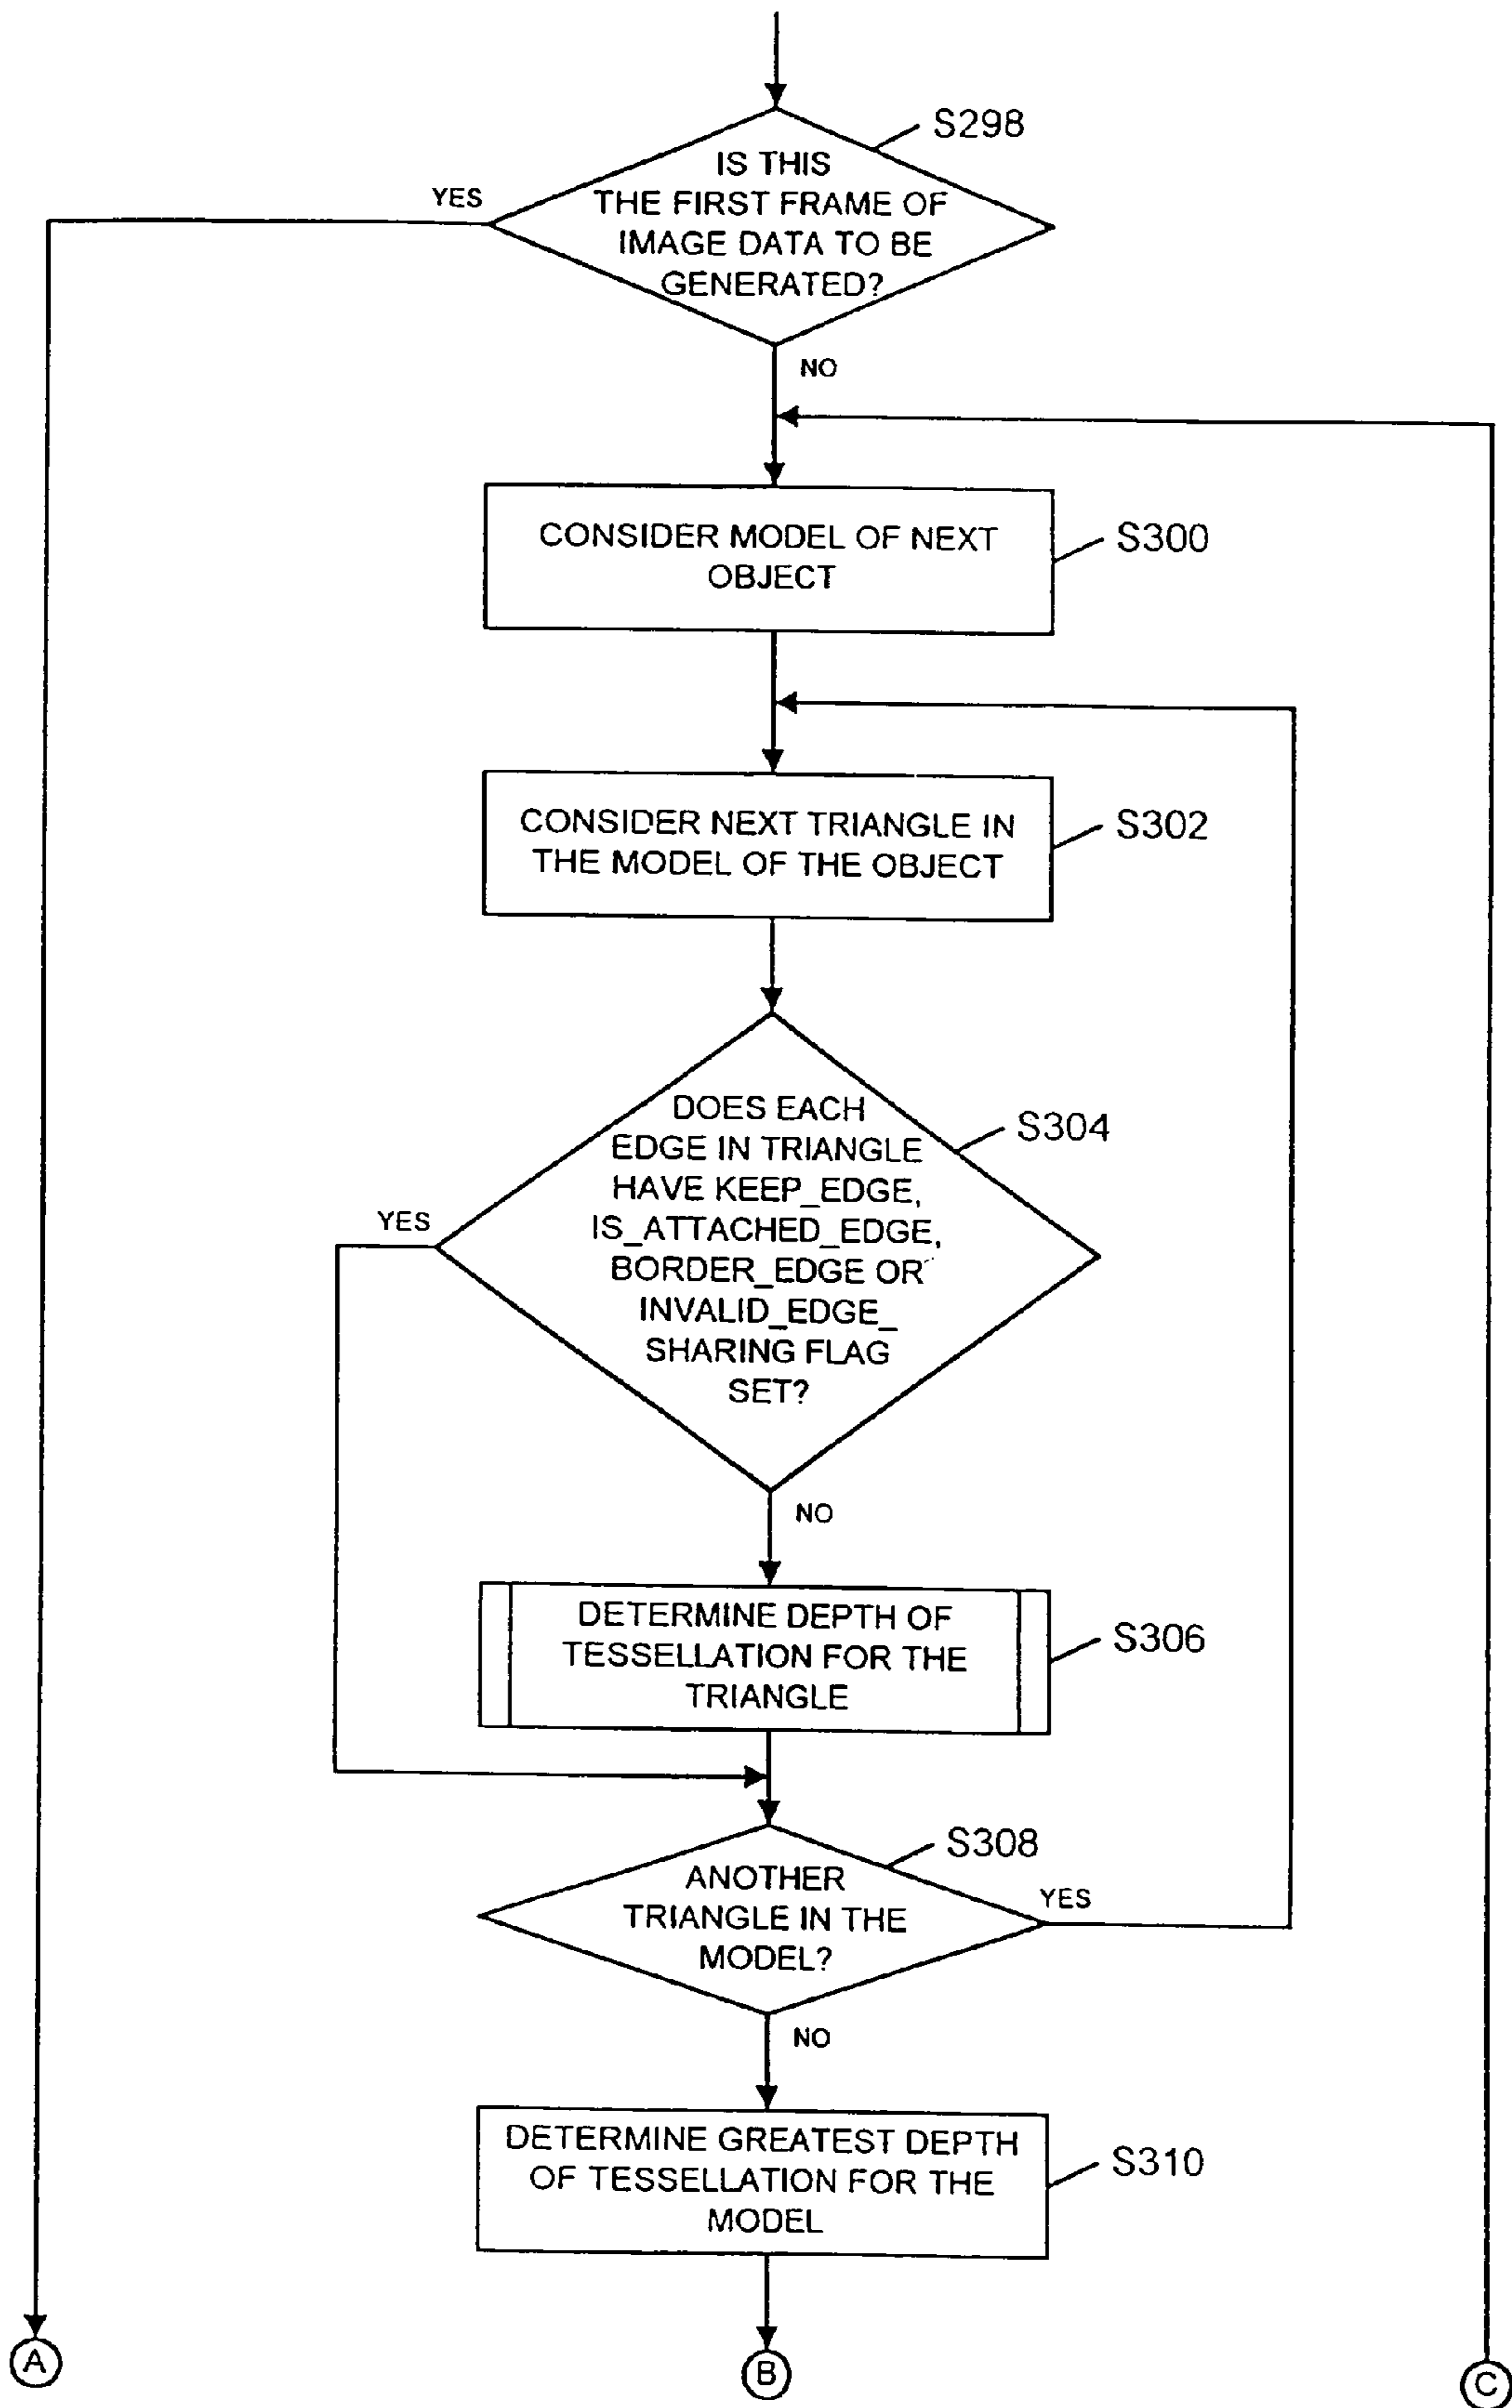 S298
IS THIS
THE FIRST FRAME OF
IMAGE DATA TO BE
GENERATED?
YES
NO
CONSIDER MODEL OF NEXT
OBJECT
S300
CONSIDER NEXT TRIANGLE IN
THE MODEL OF THE OBJECT
S302
DOES EACH
EDGE IN TRIANGLE
HAVE KEEP_EDGE,
IS_ATTACHED_EDGE,
BORDER_EDGE OR
INVALID_EDGE_
SHARING FLAG
SET?
S304
YES
NO
DETERMINE DEPTH OF
TESSELLATION FOR THE
TRIANGLE
S306
S308
ANOTHER
TRIANGLE IN THE
MODEL?
YES
NO
DETERMINE GREATEST DEPTH
OF TESSELLATION FOR THE
MODEL
S310
A
B
C